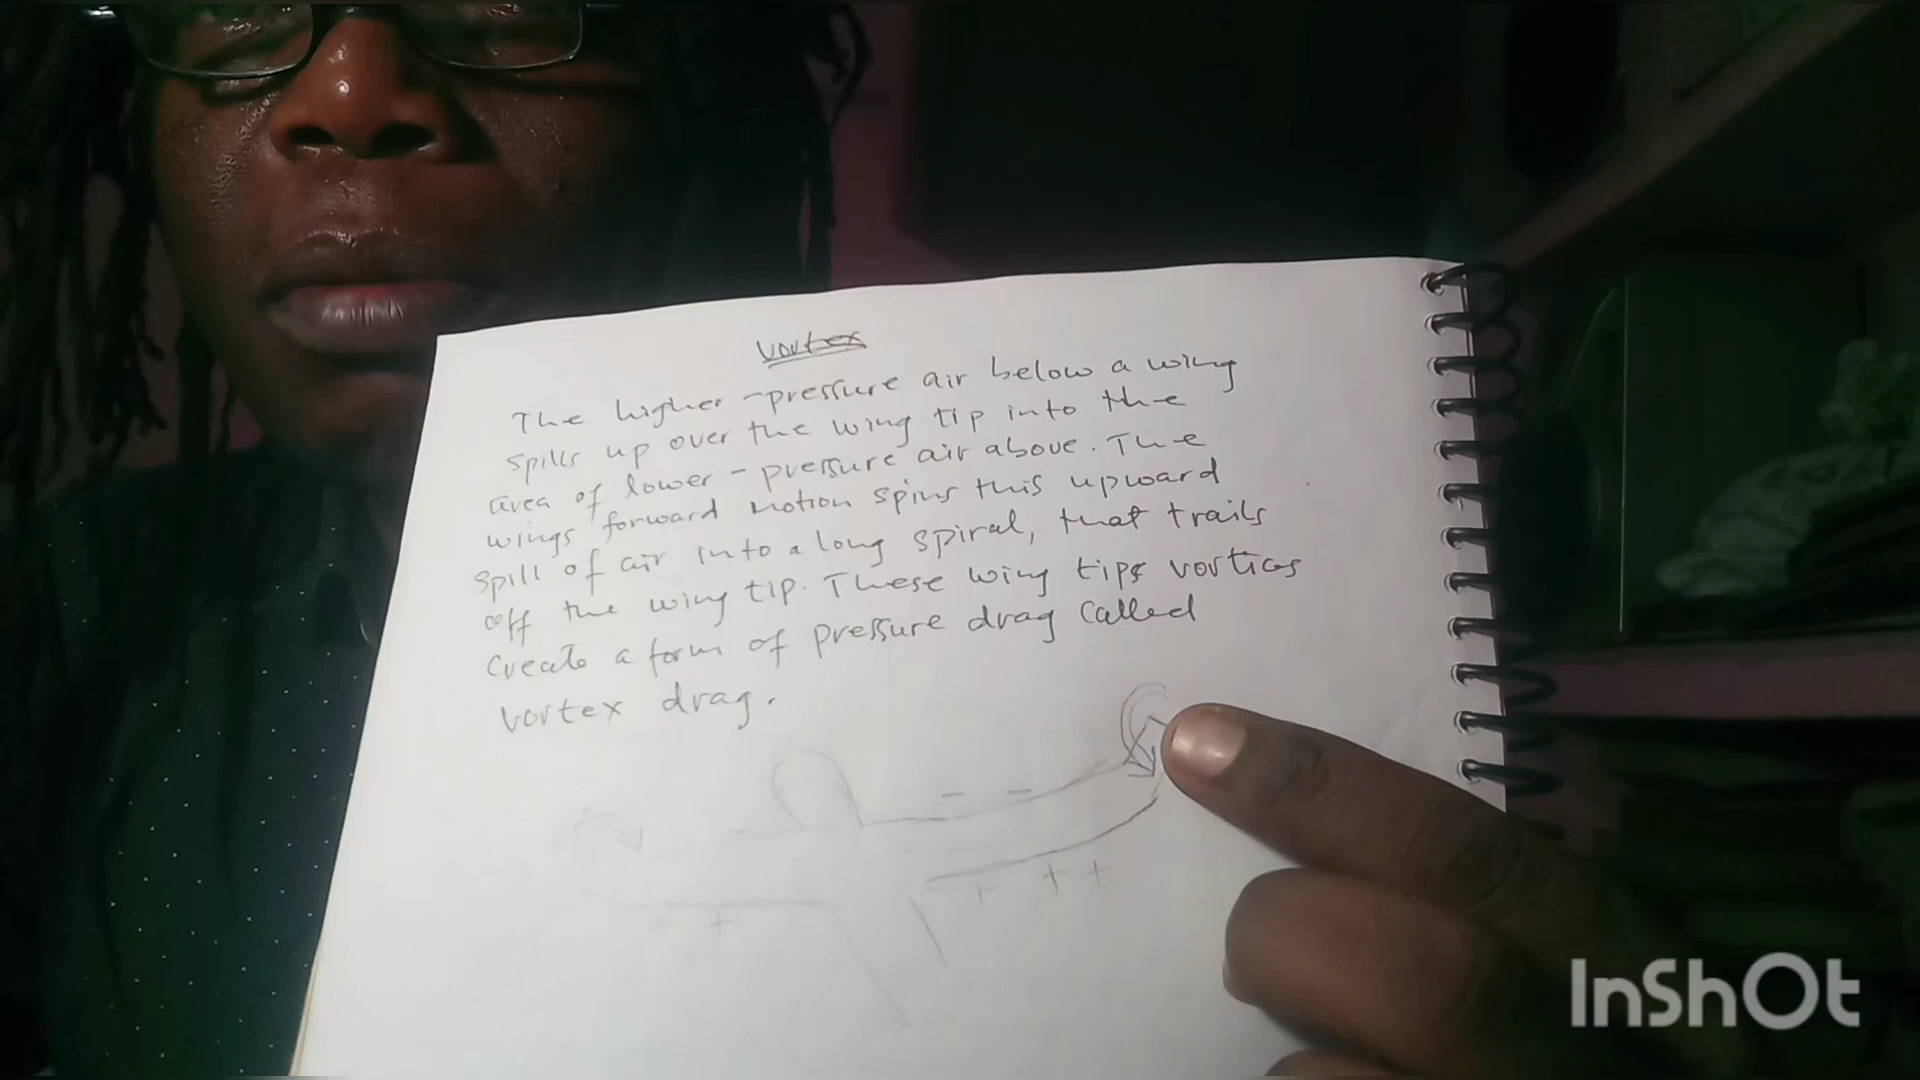 Vortex
The higher-pressure air below a wing
spills up over the wing tip into the
area of lower-pressure air above. The
wings forward motion spins this upward
spill of air into a long spiral, that trails
off the wing tip. These wing tips vortices
create a form of pressure drag called
vortex drag.
- -
+ + +
+
InShOt